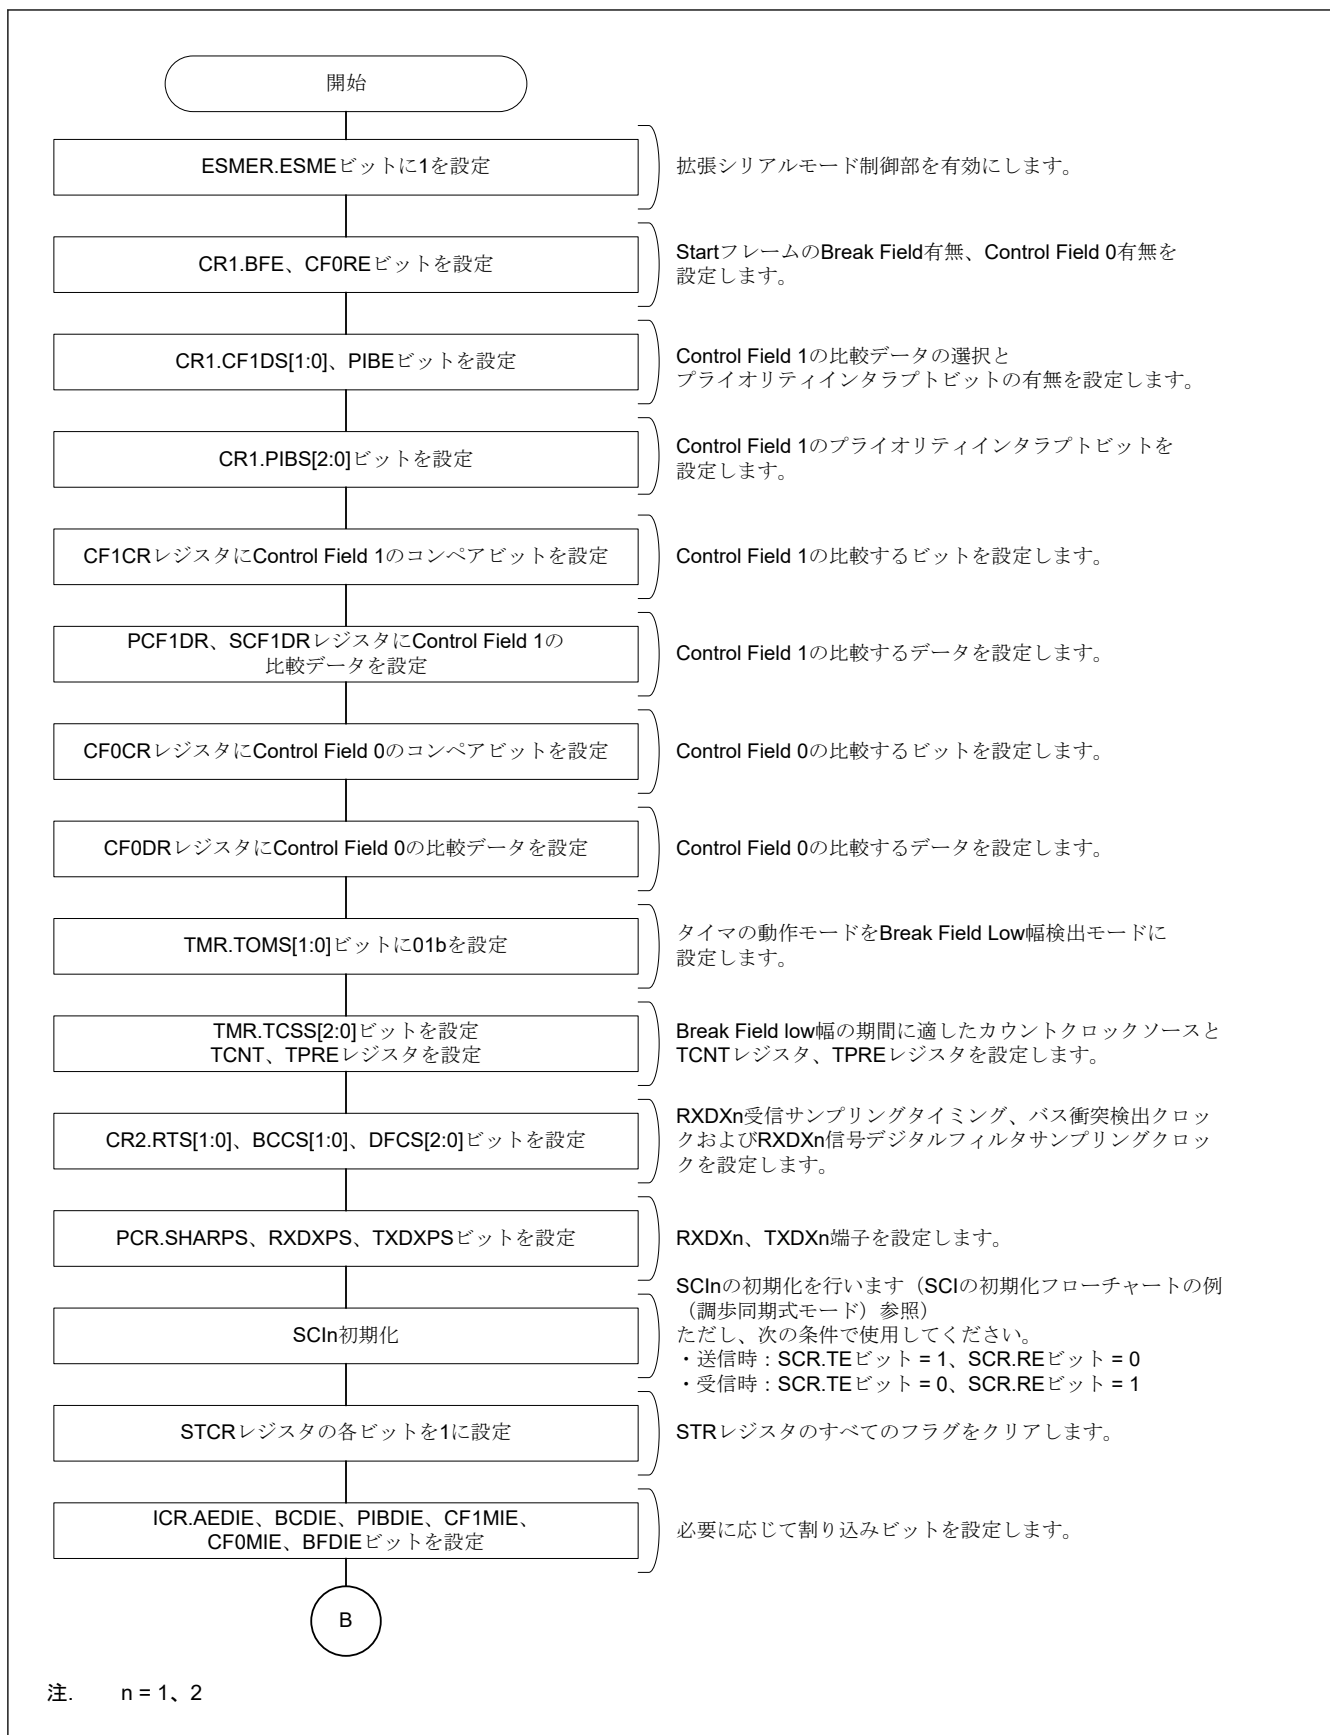 開始
ESMER.ESMEビットに1を設定
拡張シリアルモード制御部を有効にします。
CR1.BFE、CF0REビットを設定
StartフレームのBreak Field有無、Control Field 0有無を
設定します。
CR1.CF1DS[1:0]、PIBEビットを設定
Control Field 1の比較データの選択と
プライオリティインタラプトビットの有無を設定します。
CR1.PIBS[2:0]ビットを設定
Control Field 1のプライオリティインタラプトビットを
設定します。
CF1CRレジスタにControl Field 1のコンペアビットを設定
Control Field 1の比較するビットを設定します。
PCF1DR、SCF1DRレジスタにControl Field 1の
比較データを設定
Control Field 1の比較するデータを設定します。
CF0CRレジスタにControl Field 0のコンペアビットを設定
Control Field 0の比較するビットを設定します。
CF0DRレジスタにControl Field 0の比較データを設定
Control Field 0の比較するデータを設定します。
TMR.TOMS[1:0]ビットに01bを設定
タイマの動作モードをBreak Field Low幅検出モードに
設定します。
TMR.TCSS[2:0]ビットを設定
TCNT、TPREレジスタを設定
Break Field low幅の期間に適したカウントクロックソースと
TCNTレジスタ、TPREレジスタを設定します。
CR2.RTS[1:0]、BCCS[1:0]、DFCS[2:0]ビットを設定
RXDXn受信サンプリングタイミング、バス衝突検出クロッ
クおよびRXDXn信号デジタルフィルタサンプリングクロッ
クを設定します。
PCR.SHARPS、RXDXPS、TXDXPSビットを設定
RXDXn、TXDXn端子を設定します。
SCIn初期化
SCInの初期化を行います（SCIの初期化フローチャートの例
（調歩同期式モード）参照）
ただし、次の条件で使用してください。
・送信時：SCR.TEビット = 1、SCR.REビット = 0
・受信時：SCR.TEビット = 0、SCR.REビット = 1
STCRレジスタの各ビットを1に設定
STRレジスタのすべてのフラグをクリアします。
ICR.AEDIE、BCDIE、PIBDIE、CF1MIE、
CF0MIE、BFDIEビットを設定
必要に応じて割り込みビットを設定します。
B
注. n = 1、2